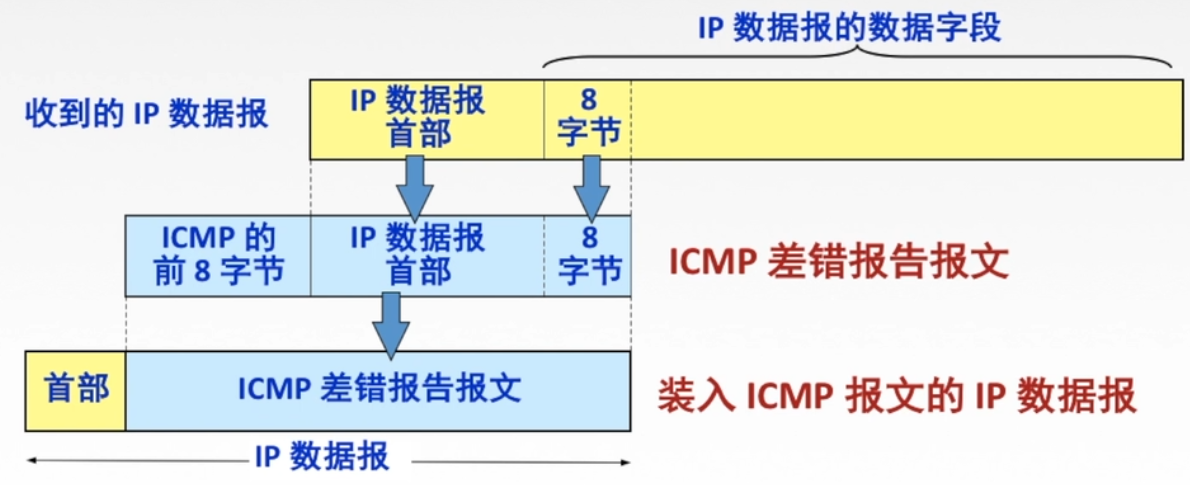 IP 数据报的数据字段
收到的 IP 数据报
IP 数据报
首部
8
字节
ICMP 的
前 8 字节
IP 数据报
首部
8
字节
ICMP 差错报告报文
首部
ICMP 差错报告报文
装入 ICMP 报文的 IP 数据报
IP 数据报